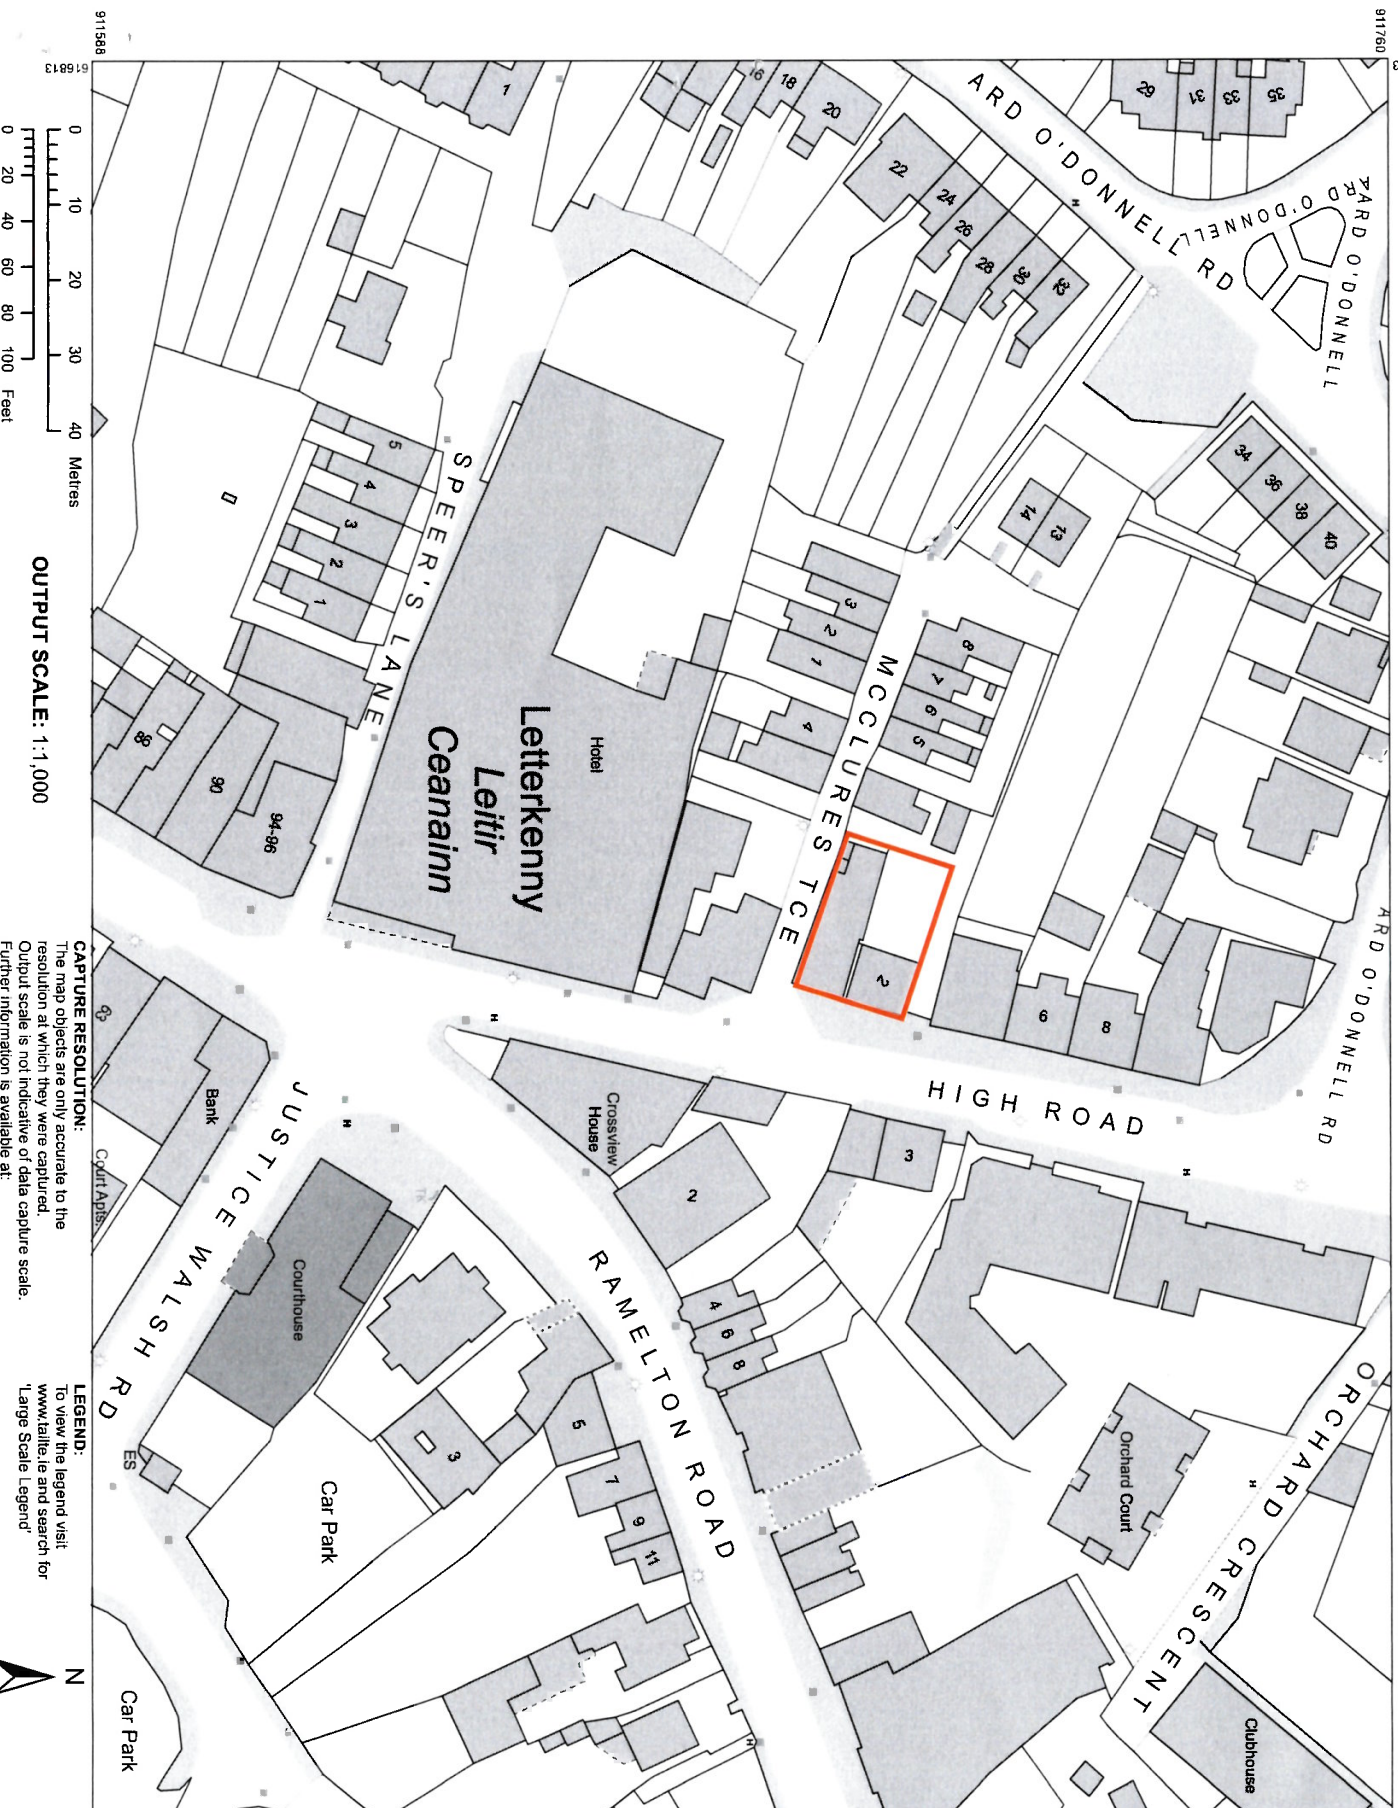 911588
911760
616813
ARD O'DONNELL RD
ARD O'DONNELL
ARD O'DONNELL
29
31
33
35
1
16
18
20
22
24
26
28
30
32
34
36
38
40
14
13
SPEER'S LANE
5
4
3
2
1
MCCLURES TCE
3
2
1
4
8
7
6
5
2
6
8
Hotel
Letterkenny
Leitir
Ceanainn
98
90
94-96
ARD O'DONNELL RD
HIGH ROAD
3
Crossview
House
2
93
Bank
Court Apts.
JUSTICE WALSH RD
Courthouse
RAMELTON ROAD
4
6
8
3
5
7
9
11
ES
Car Park
Car Park
Orchard Court
ORCHARD CRESCENT
Clubhouse
H
H
H
H
H
H
H
0 10 20 30 40 Metres
0 20 40 60 80 100 Feet
OUTPUT SCALE: 1:1,000
CAPTURE RESOLUTION:
The map objects are only accurate to the
resolution at which they were captured.
Output scale is not indicative of data capture scale.
Further information is available at:
LEGEND:
To view the legend visit
www.tailte.ie and search for
'Large Scale Legend'
N